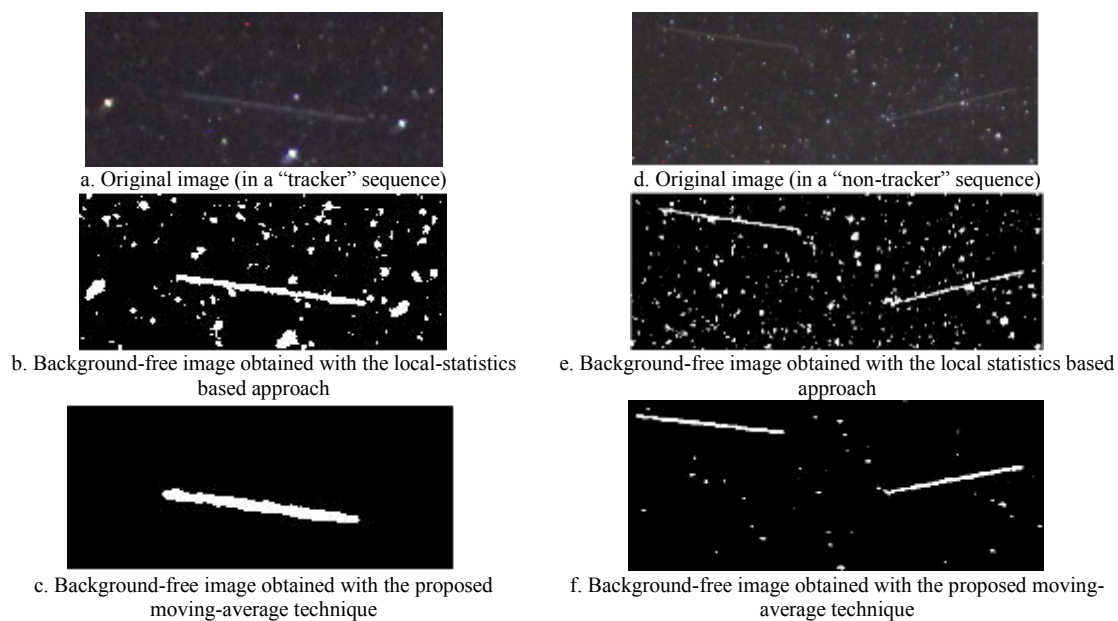 a. Original image (in a “tracker” sequence)
b. Background-free image obtained with the local-statistics
based approach
c. Background-free image obtained with the proposed
moving-average technique
d. Original image (in a “non-tracker” sequence)
e. Background-free image obtained with the local statistics based
approach
f. Background-free image obtained with the proposed moving-
average technique